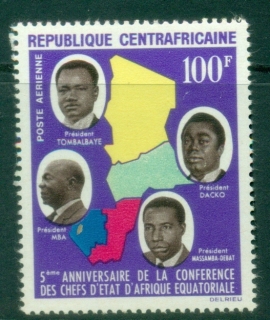 REPUBLIQUE CENTRAFRICAINE
100F
POSTE AERIENNE
Président
TOMBALBAYE
Président
DACKO
Président
MBA
Président
MASSAMBA-DEBAT
5ème ANNIVERSAIRE DE LA CONFERENCE
DES CHEFS D'ETAT D'AFRIQUE EQUATORIALE
DELRIEU